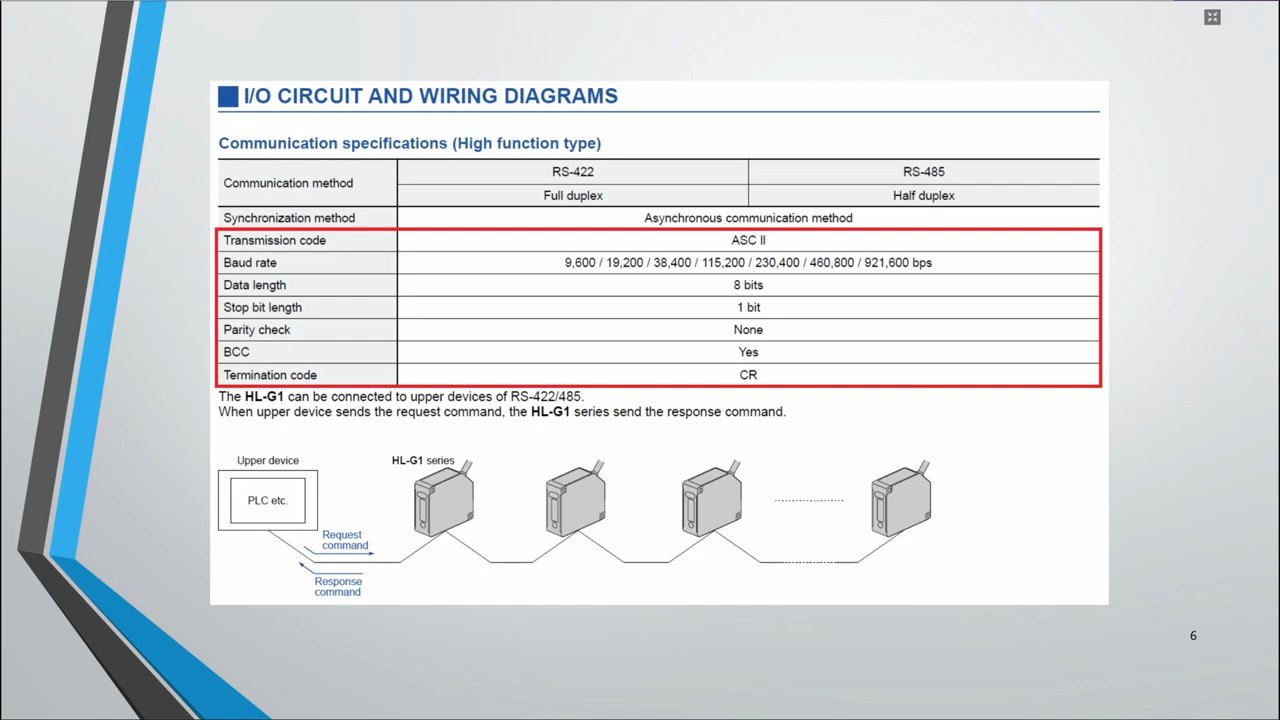 I/O CIRCUIT AND WIRING DIAGRAMS
Communication specifications (High function type)
Communication method
RS-422
RS-485
Full duplex
Half duplex
Synchronization method
Asynchronous communication method
Transmission code
ASC II
Baud rate
9,600 / 19,200 / 38,400 / 115,200 / 230,400 / 460,800 / 921,600 bps
Data length
8 bits
Stop bit length
1 bit
Parity check
None
BCC
Yes
Termination code
CR
The HL-G1 can be connected to upper devices of RS-422/485.
When upper device sends the request command, the HL-G1 series send the response command.
Upper device
HL-G1 series
PLC etc.
Request
command
Response
command
6